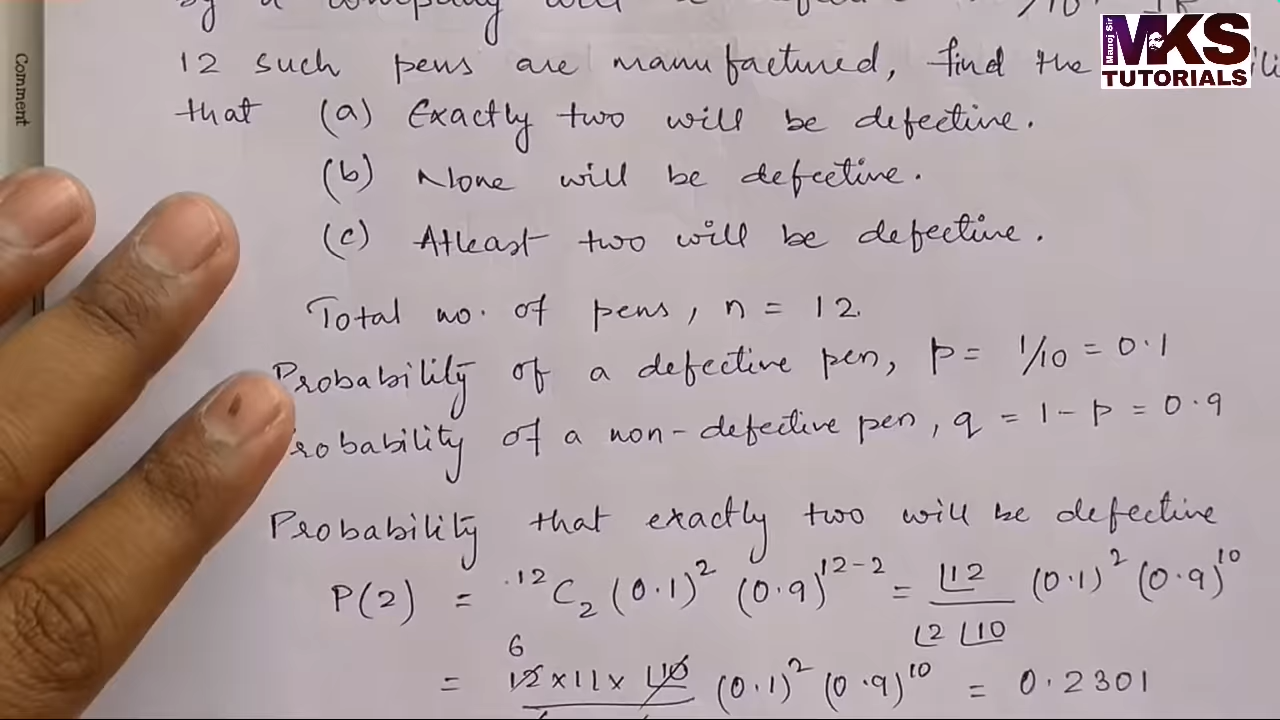 Comment
Manoj Sir
MKS
TUTORIALS
by a company will
12 such pens are manufactured, find the
that (a) Exactly two will be defective.
(b) None will be defective.
(c) Atleast two will be defective.
Total no. of pens, n = 12.
Probability of a defective pen, p = 1/10 = 0.1
robability of a non-defective pen, q = 1 - p = 0.9
Probability that exactly two will be defective
P(2) = ¹²C₂ (0.1)² (0.9)¹²⁻² = ⌊12 / ⌊2 ⌊10 (0.1)² (0.9)¹⁰
6
= 12 x 11 x ⌊10 (0.1)² (0.9)¹⁰ = 0.2301